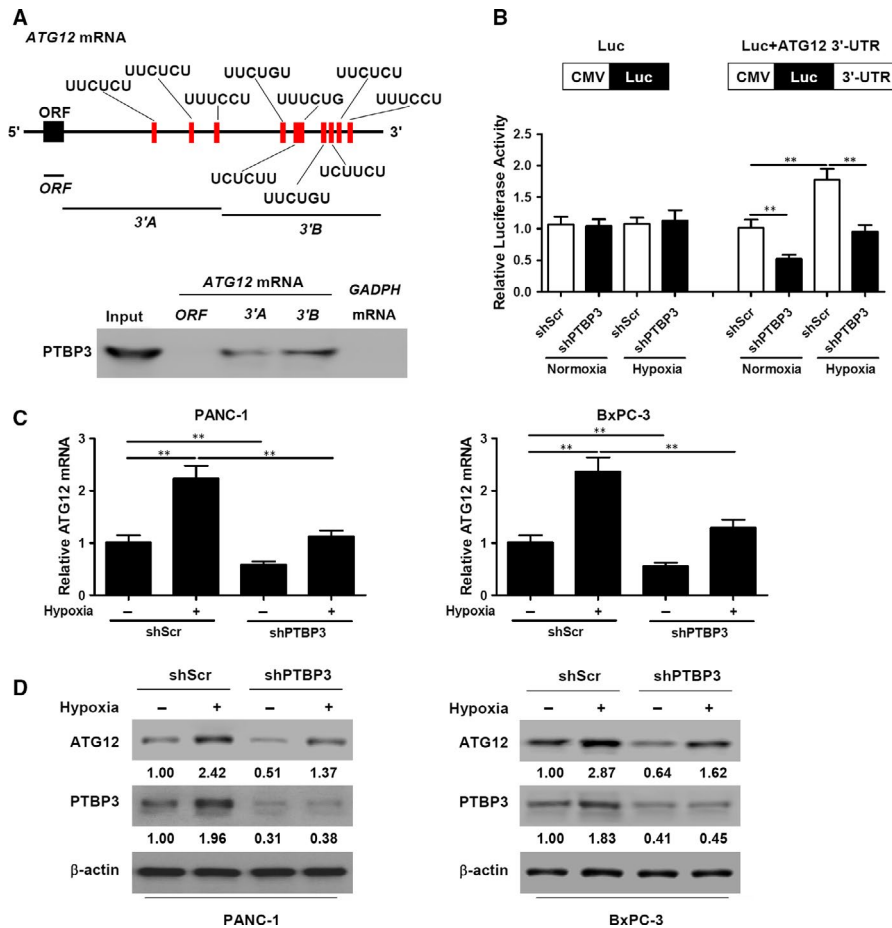 A
ATG12 mRNA
UUCUCU
UUCUCU
UUUCCU
UUCUGU
UUUCUG
UUCUCU
UUUCCU
5'
ORF
3'
UCUCUU
UUCUGU
UCUUCU
ORF
3'A
3'B
ATG12 mRNA
GADPH mRNA
Input
ORF
3'A
3'B
PTBP3
B
Luc
Luc+ATG12 3'-UTR
CMV Luc
CMV Luc 3'-UTR
Relative Luciferase Activity
2.5
2.0
1.5
1.0
0.5
0.0
**
**
**
shScr
shPTBP3
shScr
shPTBP3
shScr
shPTBP3
shScr
shPTBP3
Normoxia
Hypoxia
Normoxia
Hypoxia
C
PANC-1
Relative ATG12 mRNA
3
2
1
0
**
**
**
Hypoxia – + – +
shScr shPTBP3
BxPC-3
Relative ATG12 mRNA
3
2
1
0
**
**
**
Hypoxia – + – +
shScr shPTBP3
D
shScr shPTBP3
Hypoxia – + – +
ATG12
1.00 2.42 0.51 1.37
PTBP3
1.00 1.96 0.31 0.38
β-actin
PANC-1
shScr shPTBP3
Hypoxia – + – +
ATG12
1.00 2.87 0.64 1.62
PTBP3
1.00 1.83 0.41 0.45
β-actin
BxPC-3